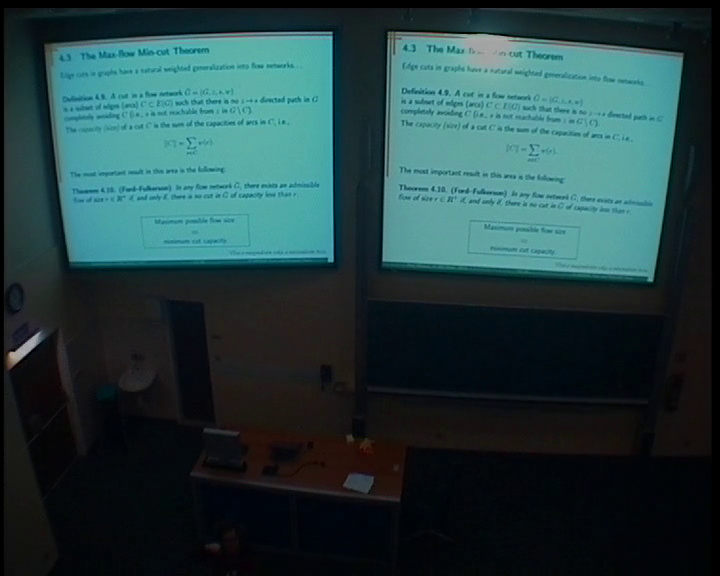 4.3 The Max-flow Min-cut Theorem
Edge cuts in graphs have a natural weighted generalization into flow networks...
Definition 4.9. A cut in a flow network G = (G, z, s, w)
is a subset of edges (arcs) C ⊂ E(G) such that there is no z → s directed path in G
completely avoiding C (i.e., s is not reachable from z in G \ C).
The capacity (size) of a cut C is the sum of the capacities of arcs in C, i.e.,
||C|| = ∑ w(e).
e∈C
The most important result in this area is the following:
Theorem 4.10. (Ford–Fulkerson) In any flow network G, there exists an admissible
flow of size r ∈ R⁺ if, and only if, there is no cut in G of capacity less than r.
Maximum possible flow size
=
minimum cut capacity.
4.3 The Max cut Theorem
Edge cuts in graphs have a natural weighted generalization into flow networks...
Definition 4.9. A cut in a flow network G = (G, z, s, w)
is a subset of edges (arcs) C ⊂ E(G) such that there is no z → s directed path in G
completely avoiding C (i.e., s is not reachable from z in G \ C).
The capacity (size) of a cut C is the sum of the capacities of arcs in C, i.e.,
||C|| = ∑ w(e).
e∈C
The most important result in this area is the following:
Theorem 4.10. (Ford–Fulkerson) In any flow network G, there exists an admissible
flow of size r ∈ R⁺ if, and only if, there is no cut in G of capacity less than r.
Maximum possible flow size
=
minimum cut capacity.